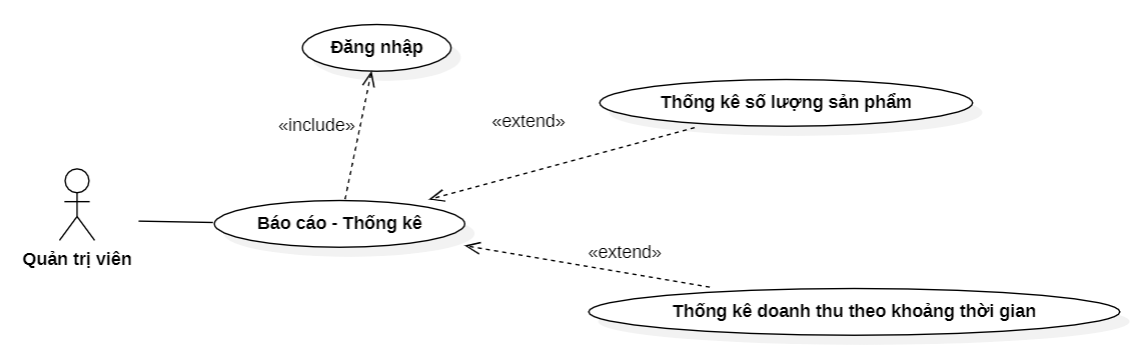 Đăng nhập
Thống kê số lượng sản phẩm
«extend»
«include»
Báo cáo - Thống kê
Quản trị viên
«extend»
Thống kê doanh thu theo khoảng thời gian